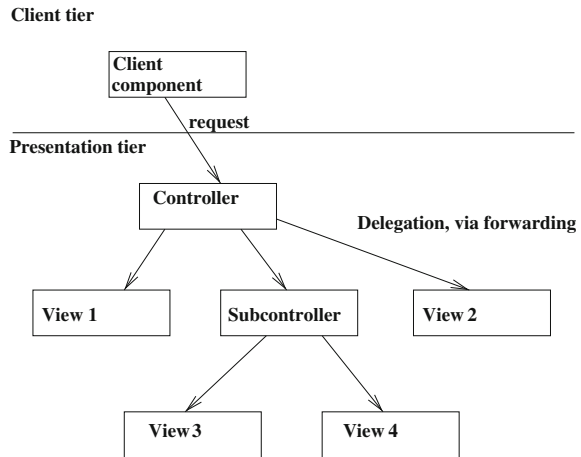 Client tier
Client
component
request
Presentation tier
Controller
Delegation, via forwarding
View 1
Subcontroller
View 2
View 3
View 4